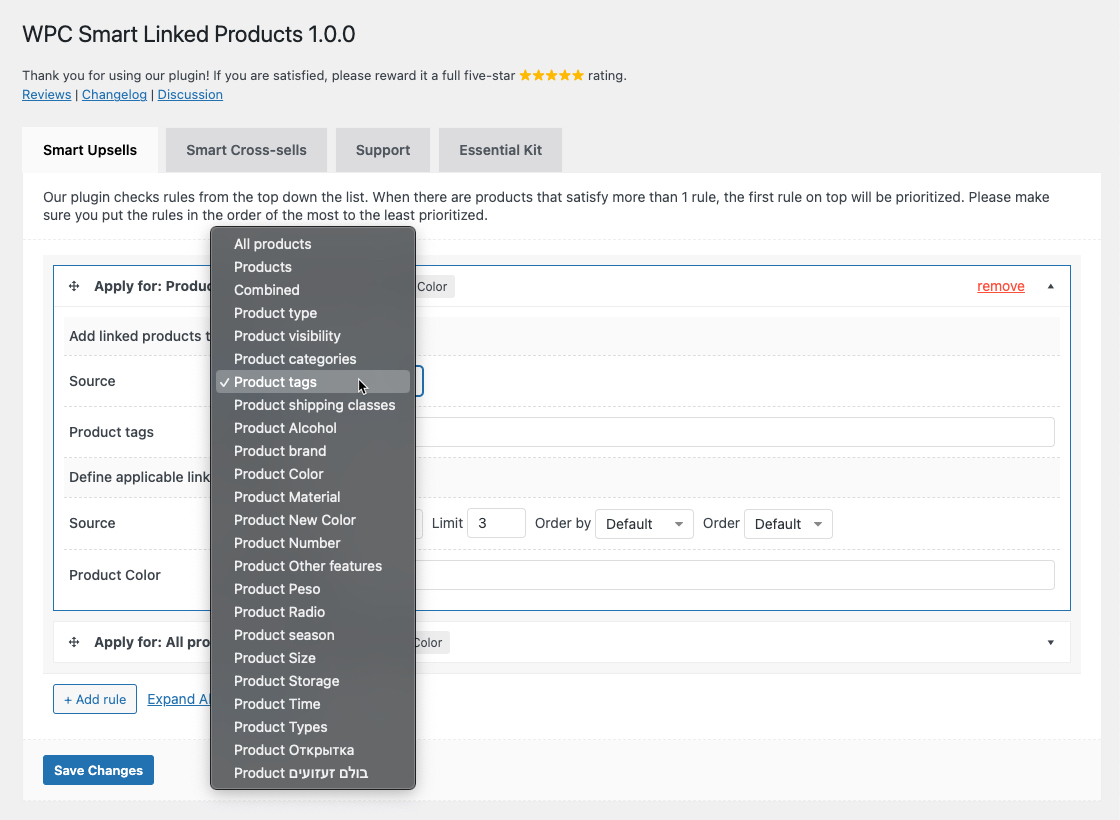 WPC Smart Linked Products 1.0.0
Thank you for using our plugin! If you are satisfied, please reward it a full five-star ★★★★★ rating.
Reviews | Changelog | Discussion
Smart Upsells
Smart Cross-sells
Support
Essential Kit
Our plugin checks rules from the top down the list. When there are products that satisfy more than 1 rule, the first rule on top will be prioritized. Please make
sure you put the rules in the order of the most to the least prioritized.
Apply for: Produc
Color
remove
Add linked products t
Source
Product tags
Define applicable link
Source
Limit 3 Order by Default Order Default
Product Color
Apply for: All pro
Color
+ Add rule
Expand Al
Save Changes
All products
Products
Combined
Product type
Product visibility
Product categories
✓ Product tags
Product shipping classes
Product Alcohol
Product brand
Product Color
Product Material
Product New Color
Product Number
Product Other features
Product Peso
Product Radio
Product season
Product Size
Product Storage
Product Time
Product Types
Product Открытка
Product בולם זעזועים